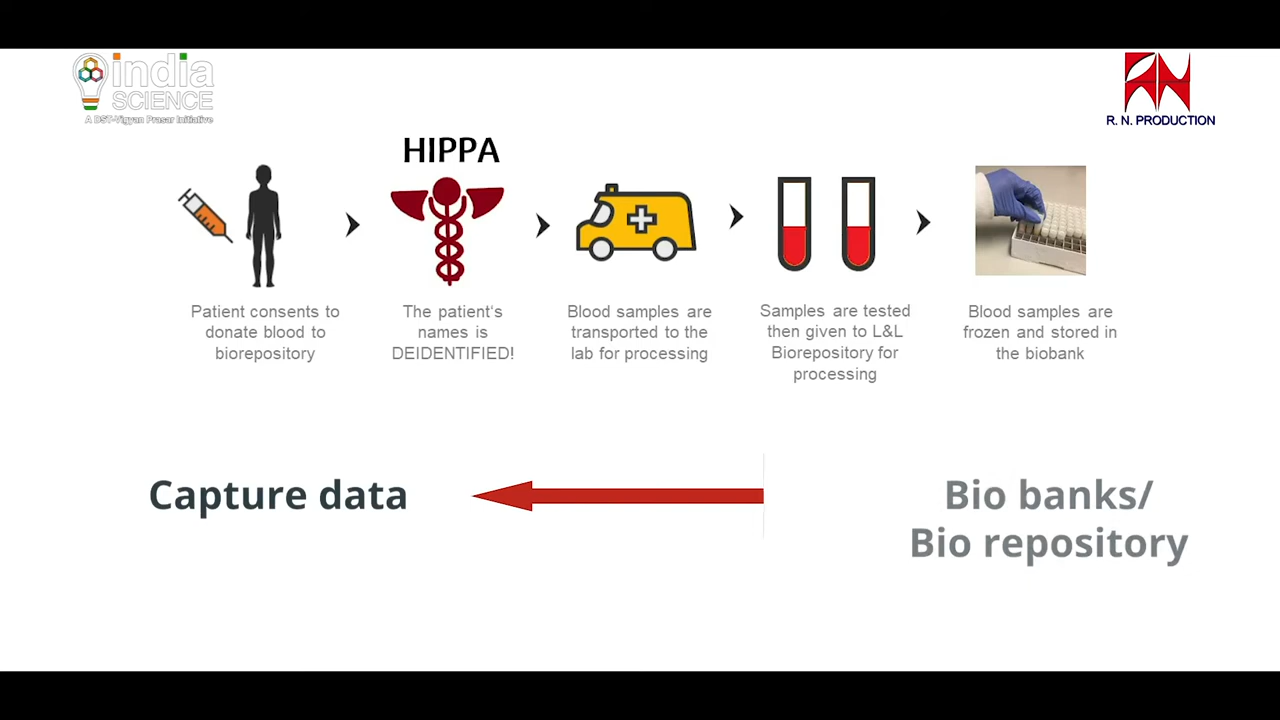 india
SCIENCE
A DST-Vigyan Prasar Initiative
R. N. PRODUCTION
HIPPA
Patient consents to
donate blood to
biorepository
The patient's
names is
DEIDENTIFIED!
Blood samples are
transported to the
lab for processing
Samples are tested
then given to L&L
Biorepository for
processing
Blood samples are
frozen and stored in
the biobank
Capture data
Bio banks/
Bio repository